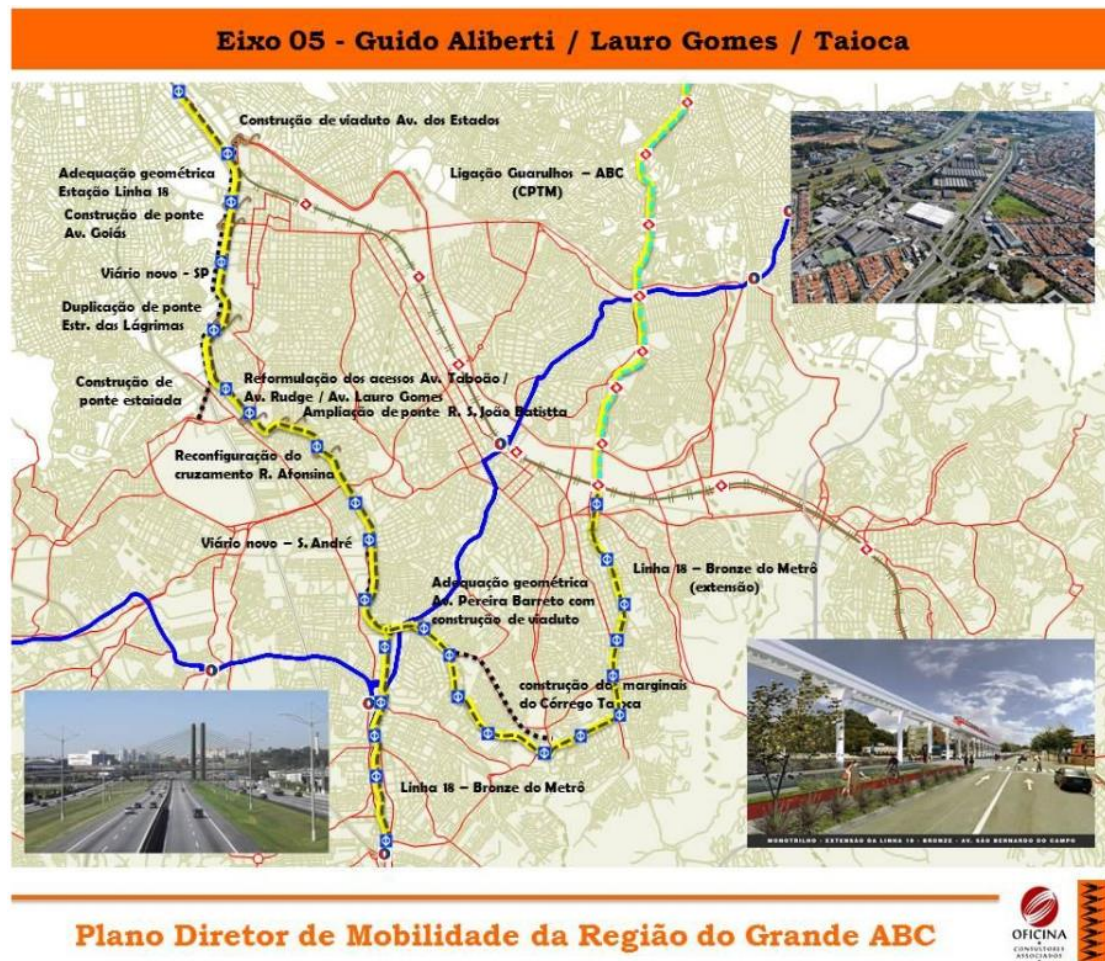 Eixo 05 - Guido Aliberti / Lauro Gomes / Taioca
Construção de viaduto Av. dos Estados
Adequação geométrica
Estação Linha 18
Construção de ponte
Av. Goiás
Viário novo - SP
Duplicação de ponte
Estr. das Lágrimas
Construção de
ponte estaiada
Ligação Guarulhos – ABC
(CPTM)
Reformulação dos acessos Av. Taboão /
Av. Rudge / Av. Lauro Gomes
Ampliação de ponte R. S. João Batistta
Reconfiguração do
cruzamento R. Afonsina
Viário novo – S. André
Adequação geométrica
Av. Pereira Barreto com
construção de viaduto
Linha 18 – Bronze do Metrô
(extensão)
construção de marginais
do Córrego Taioca
Linha 18 – Bronze do Metrô
MONOTRILHO - EXTENSÃO DA LINHA 18 - BRONZE - AV. SÃO BERNARDO DO CAMPO
Plano Diretor de Mobilidade da Região do Grande ABC
OFICINA
CONSULTORES
ASSOCIADOS